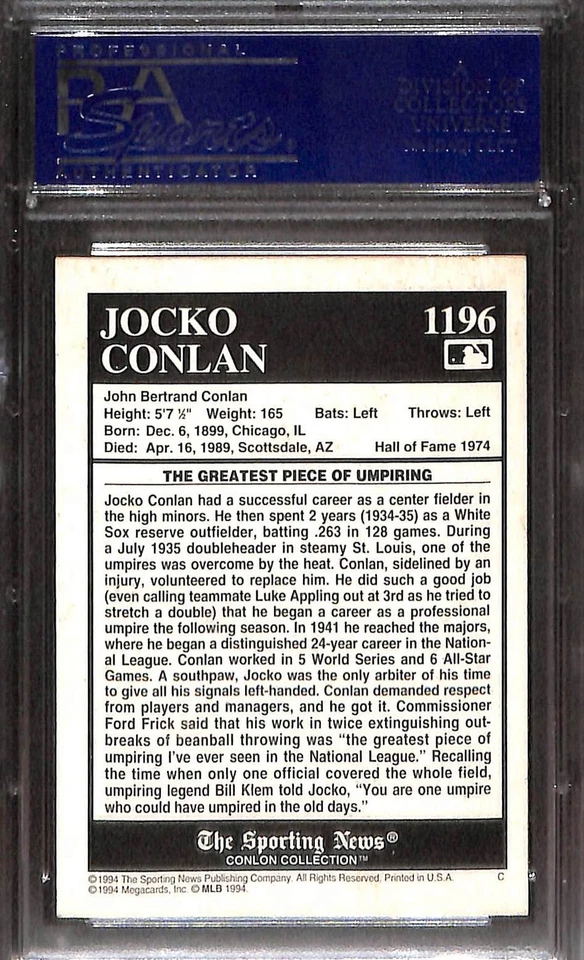 PROFESSIONAL
PSA
Sports
AUTHENTICATOR
A
DIVISION OF
COLLECTORS
UNIVERSE
JOCKO
CONLAN
1196
John Bertrand Conlan
Height: 5'7 ½" Weight: 165 Bats: Left Throws: Left
Born: Dec. 6, 1899, Chicago, IL
Died: Apr. 16, 1989, Scottsdale, AZ Hall of Fame 1974
THE GREATEST PIECE OF UMPIRING
Jocko Conlan had a successful career as a center fielder in
the high minors. He then spent 2 years (1934-35) as a White
Sox reserve outfielder, batting .263 in 128 games. During
a July 1935 doubleheader in steamy St. Louis, one of the
umpires was overcome by the heat. Conlan, sidelined by an
injury, volunteered to replace him. He did such a good job
(even calling teammate Luke Appling out at 3rd as he tried to
stretch a double) that he began a career as a professional
umpire the following season. In 1941 he reached the majors,
where he began a distinguished 24-year career in the Nation-
al League. Conlan worked in 5 World Series and 6 All-Star
Games. A southpaw, Jocko was the only arbiter of his time
to give all his signals left-handed. Conlan demanded respect
from players and managers, and he got it. Commissioner
Ford Frick said that his work in twice extinguishing out-
breaks of beanball throwing was “the greatest piece of
umpiring I've ever seen in the National League.” Recalling
the time when only one official covered the whole field,
umpiring legend Bill Klem told Jocko, “You are one umpire
who could have umpired in the old days.”
The Sporting News®
CONLON COLLECTION™
©1994 The Sporting News Publishing Company. All Rights Reserved. Printed in U.S.A. C
©1994 Megacards, Inc. © MLB 1994